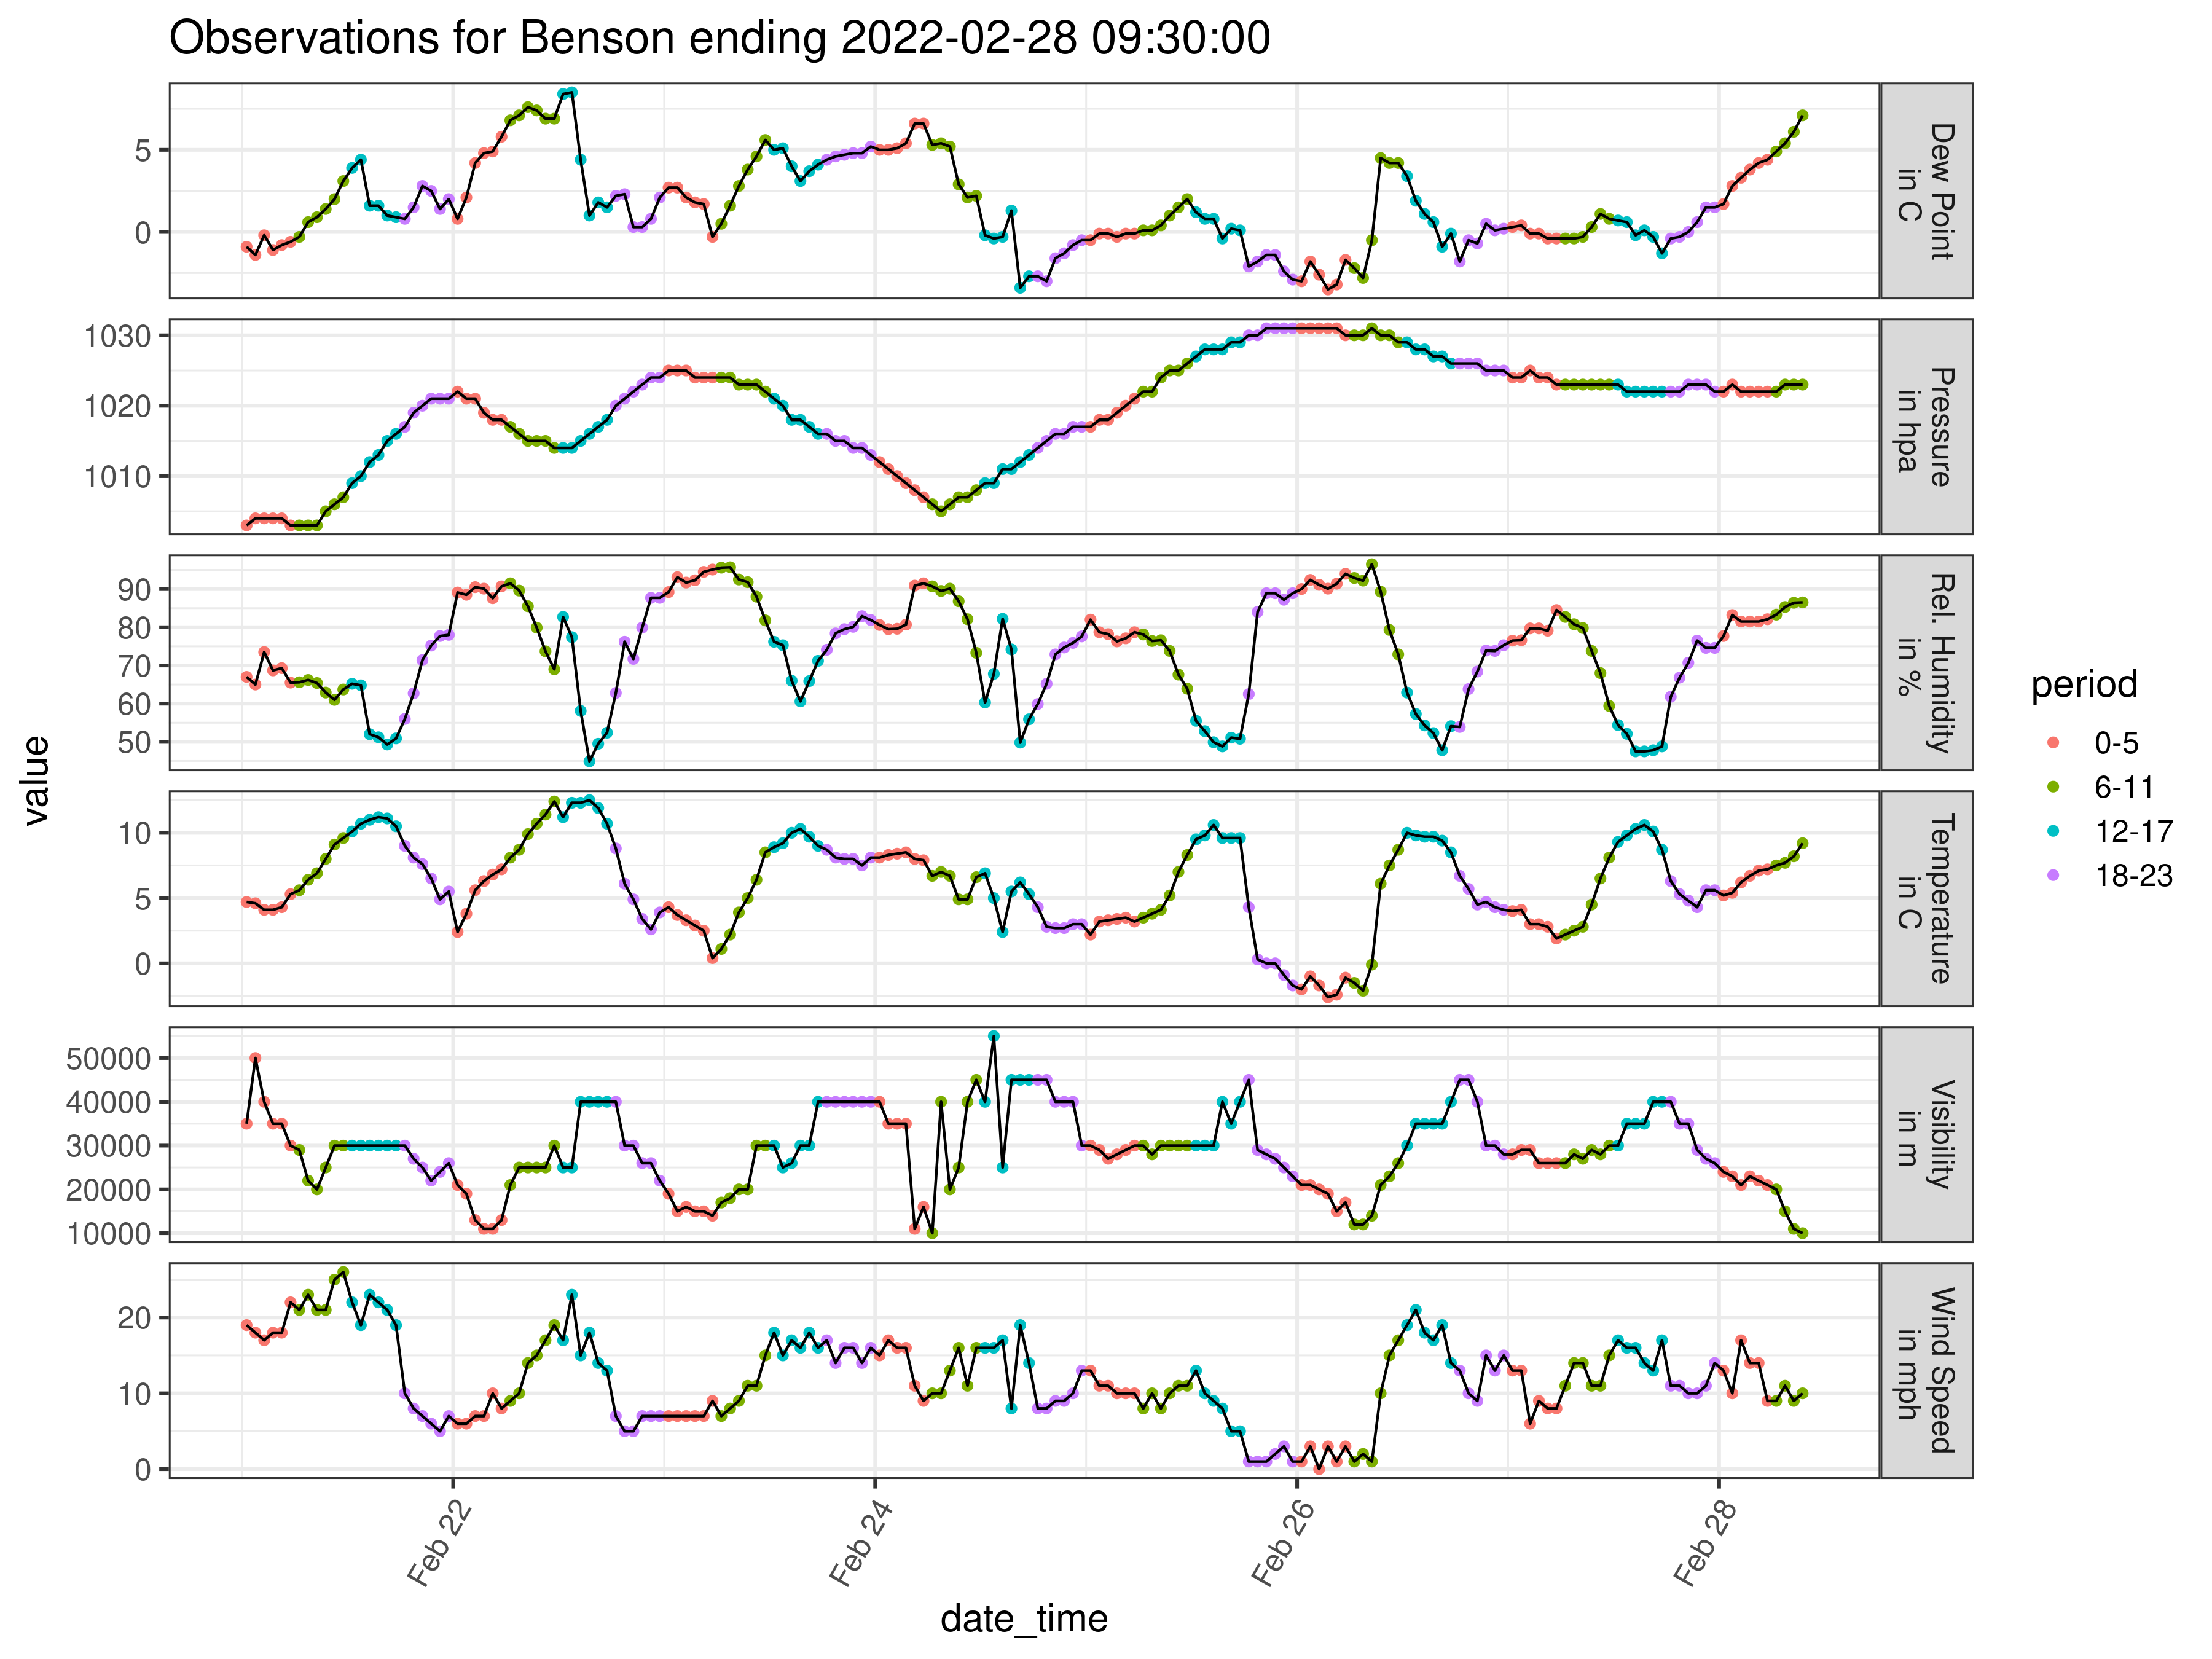 Observations for Benson ending 2022-02-28 09:30:00
value
5
0
Dew Point
in C
1030
1020
1010
Pressure
in hpa
90
80
70
60
50
Rel. Humidity
in %
10
5
0
Temperature
in C
50000
40000
30000
20000
10000
Visibility
in m
20
10
0
Wind Speed
in mph
Feb 22
Feb 24
Feb 26
Feb 28
date_time
period
0-5
6-11
12-17
18-23